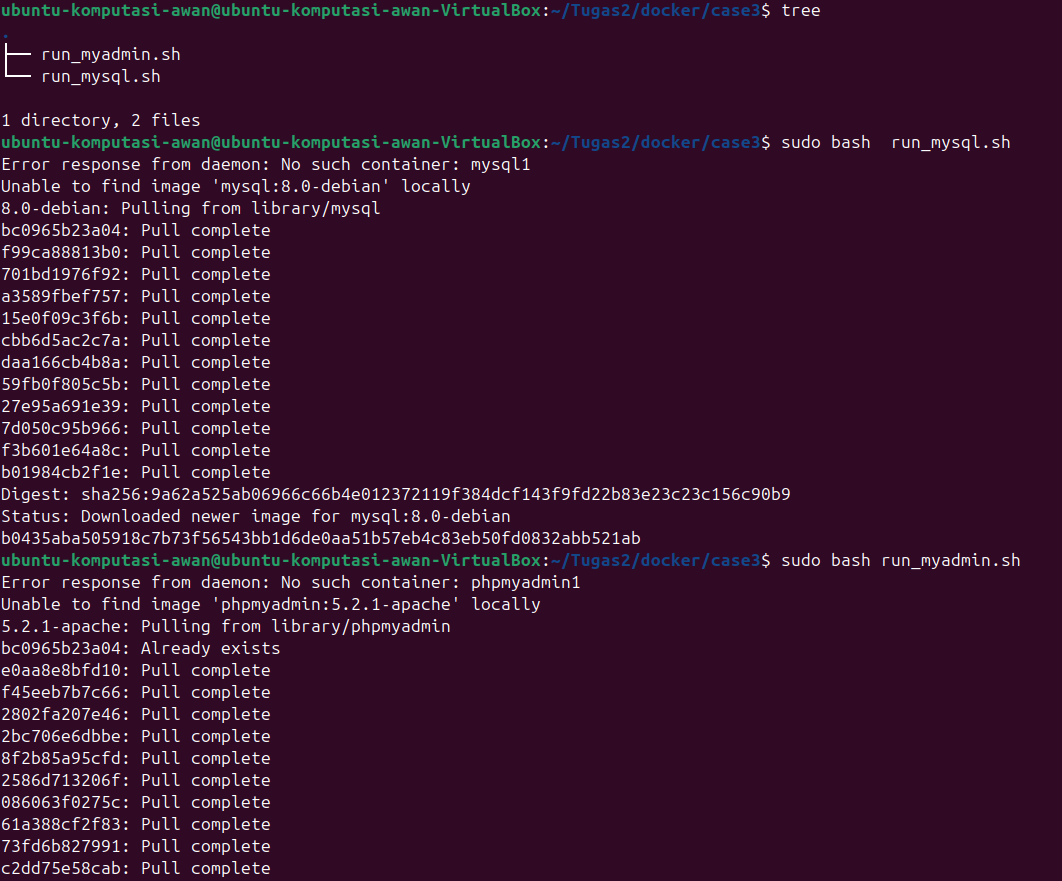 ubuntu-komputasi-awan@ubuntu-komputasi-awan-VirtualBox:~/Tugas2/docker/case3$ tree
.
├── run_myadmin.sh
└── run_mysql.sh
1 directory, 2 files
ubuntu-komputasi-awan@ubuntu-komputasi-awan-VirtualBox:~/Tugas2/docker/case3$ sudo bash  run_mysql.sh
Error response from daemon: No such container: mysql1
Unable to find image 'mysql:8.0-debian' locally
8.0-debian: Pulling from library/mysql
bc0965b23a04: Pull complete
f99ca88813b0: Pull complete
701bd1976f92: Pull complete
a3589fbef757: Pull complete
15e0f09c3f6b: Pull complete
cbb6d5ac2c7a: Pull complete
daa166cb4b8a: Pull complete
59fb0f805c5b: Pull complete
27e95a691e39: Pull complete
7d050c95b966: Pull complete
f3b601e64a8c: Pull complete
b01984cb2f1e: Pull complete
Digest: sha256:9a62a525ab06966c66b4e012372119f384dcf143f9fd22b83e23c23c156c90b9
Status: Downloaded newer image for mysql:8.0-debian
b0435aba505918c7b73f56543bb1d6de0aa51b57eb4c83eb50fd0832abb521ab
ubuntu-komputasi-awan@ubuntu-komputasi-awan-VirtualBox:~/Tugas2/docker/case3$ sudo bash run_myadmin.sh
Error response from daemon: No such container: phpmyadmin1
Unable to find image 'phpmyadmin:5.2.1-apache' locally
5.2.1-apache: Pulling from library/phpmyadmin
bc0965b23a04: Already exists
e0aa8e8bfd10: Pull complete
f45eeb7b7c66: Pull complete
2802fa207e46: Pull complete
2bc706e6dbbe: Pull complete
8f2b85a95cfd: Pull complete
2586d713206f: Pull complete
086063f0275c: Pull complete
61a388cf2f83: Pull complete
73fd6b827991: Pull complete
c2dd75e58cab: Pull complete